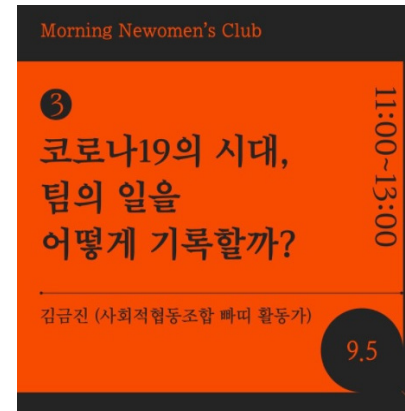 Morning Newomen's Club
3
코로나19의 시대,
팀의 일을
어떻게 기록할까?
11:00~13:00
김금진 (사회적협동조합 빠띠 활동가)
9.5